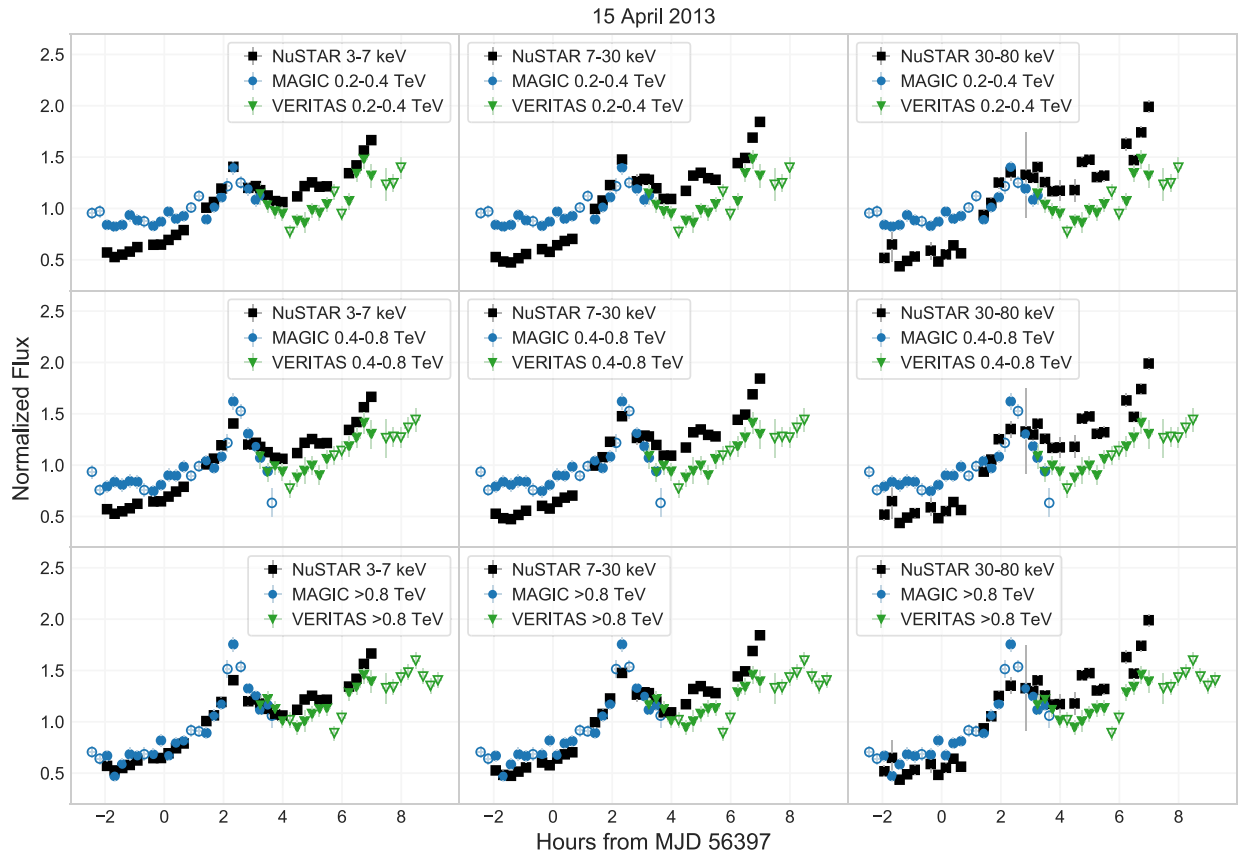 15 April 2013
2.5
2.0
1.5
1.0
0.5
NuSTAR 3-7 keV
MAGIC 0.2-0.4 TeV
VERITAS 0.2-0.4 TeV
NuSTAR 7-30 keV
MAGIC 0.2-0.4 TeV
VERITAS 0.2-0.4 TeV
NuSTAR 30-80 keV
MAGIC 0.2-0.4 TeV
VERITAS 0.2-0.4 TeV
Normalized Flux
2.5
2.0
1.5
1.0
0.5
NuSTAR 3-7 keV
MAGIC 0.4-0.8 TeV
VERITAS 0.4-0.8 TeV
NuSTAR 7-30 keV
MAGIC 0.4-0.8 TeV
VERITAS 0.4-0.8 TeV
NuSTAR 30-80 keV
MAGIC 0.4-0.8 TeV
VERITAS 0.4-0.8 TeV
2.5
2.0
1.5
1.0
0.5
NuSTAR 3-7 keV
MAGIC >0.8 TeV
VERITAS >0.8 TeV
NuSTAR 7-30 keV
MAGIC >0.8 TeV
VERITAS >0.8 TeV
NuSTAR 30-80 keV
MAGIC >0.8 TeV
VERITAS >0.8 TeV
−2 0 2 4 6 8 −2 0 2 4 6 8 −2 0 2 4 6 8
Hours from MJD 56397